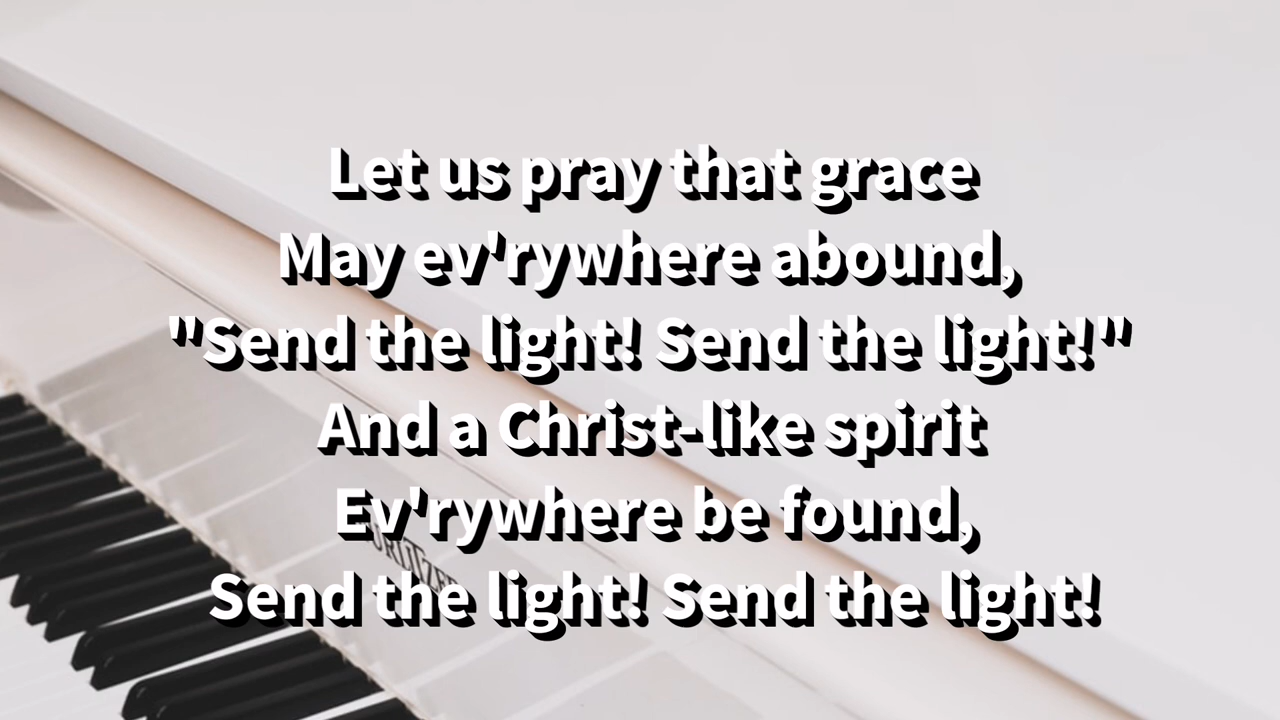 Let us pray that grace
May ev'rywhere abound,
"Send the light! Send the light!"
And a Christ-like spirit
Ev'rywhere be found,
Send the light! Send the light!